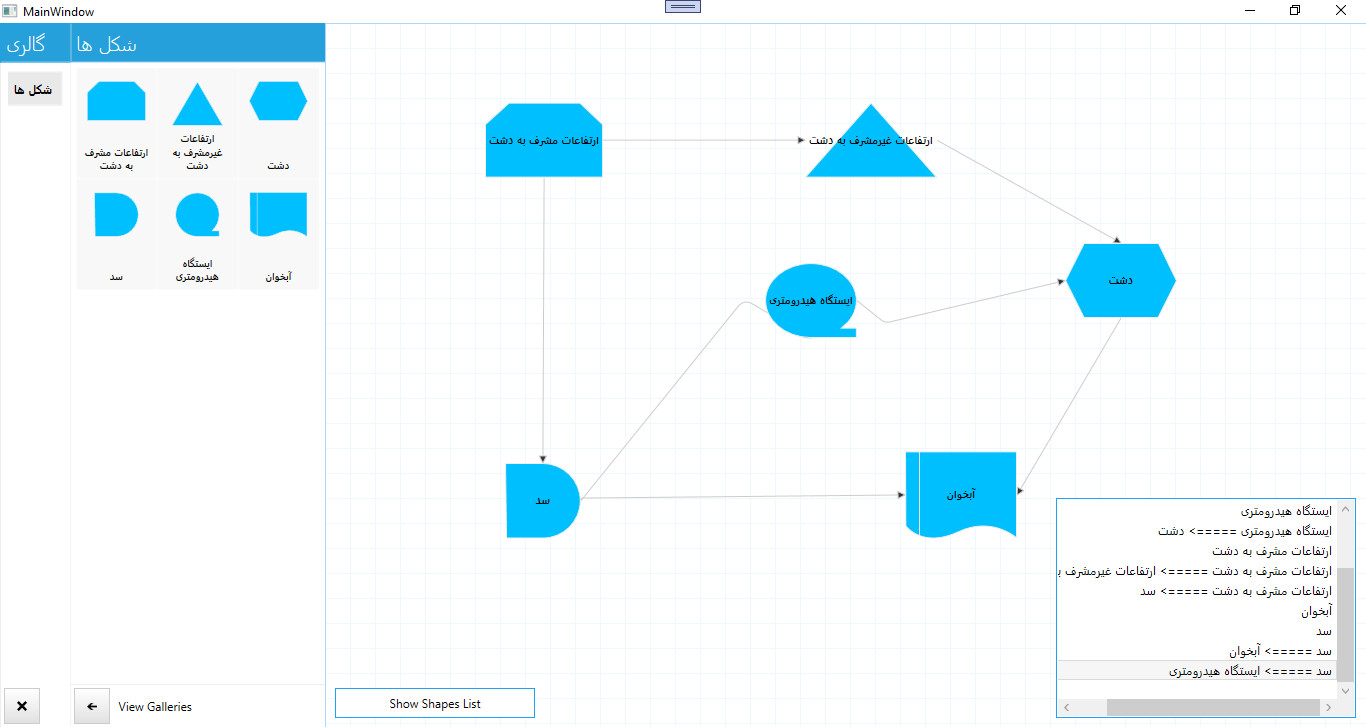 MainWindow
گالری
شکل ها
شکل ها
ارتفاعات مشرف
به دشت
ارتفاعات
غیرمشرف به
دشت
دشت
سد
ایستگاه
هیدرومتری
آبخوان
View Galleries
ارتفاعات مشرف به دشت
ارتفاعات غیرمشرف به دشت
دشت
ایستگاه هیدرومتری
سد
آبخوان
Show Shapes List
ایستگاه هیدرومتری
ایستگاه هیدرومتری =====> دشت
ارتفاعات مشرف به دشت
ارتفاعات مشرف به دشت =====> ارتفاعات غیرمشرف ب
ارتفاعات مشرف به دشت =====> سد
آبخوان
سد
سد =====> آبخوان
سد =====> ایستگاه هیدرومتری